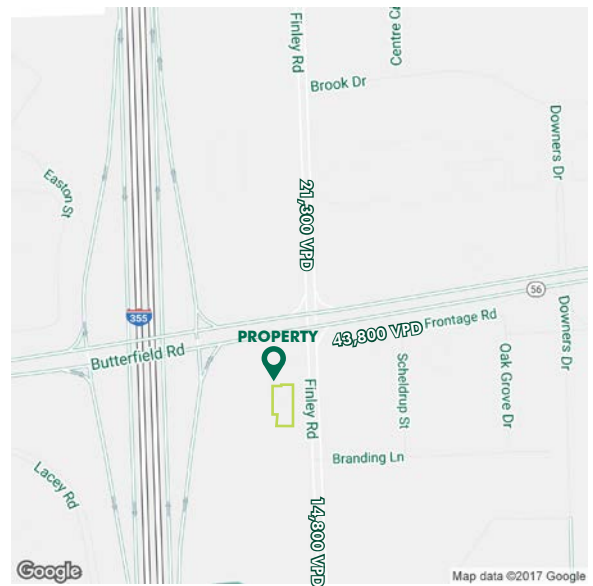 Finley Rd
Centre Cr
Brook Dr
Downers Dr
Easton St
21,300 VPD
56
355
PROPERTY
43,800 VPD
Frontage Rd
Butterfield Rd
Downers Dr
Scheldrup St
Oak Grove Dr
Finley Rd
Branding Ln
Lacey Rd
14,800 VPD
Google
Map data ©2017 Google